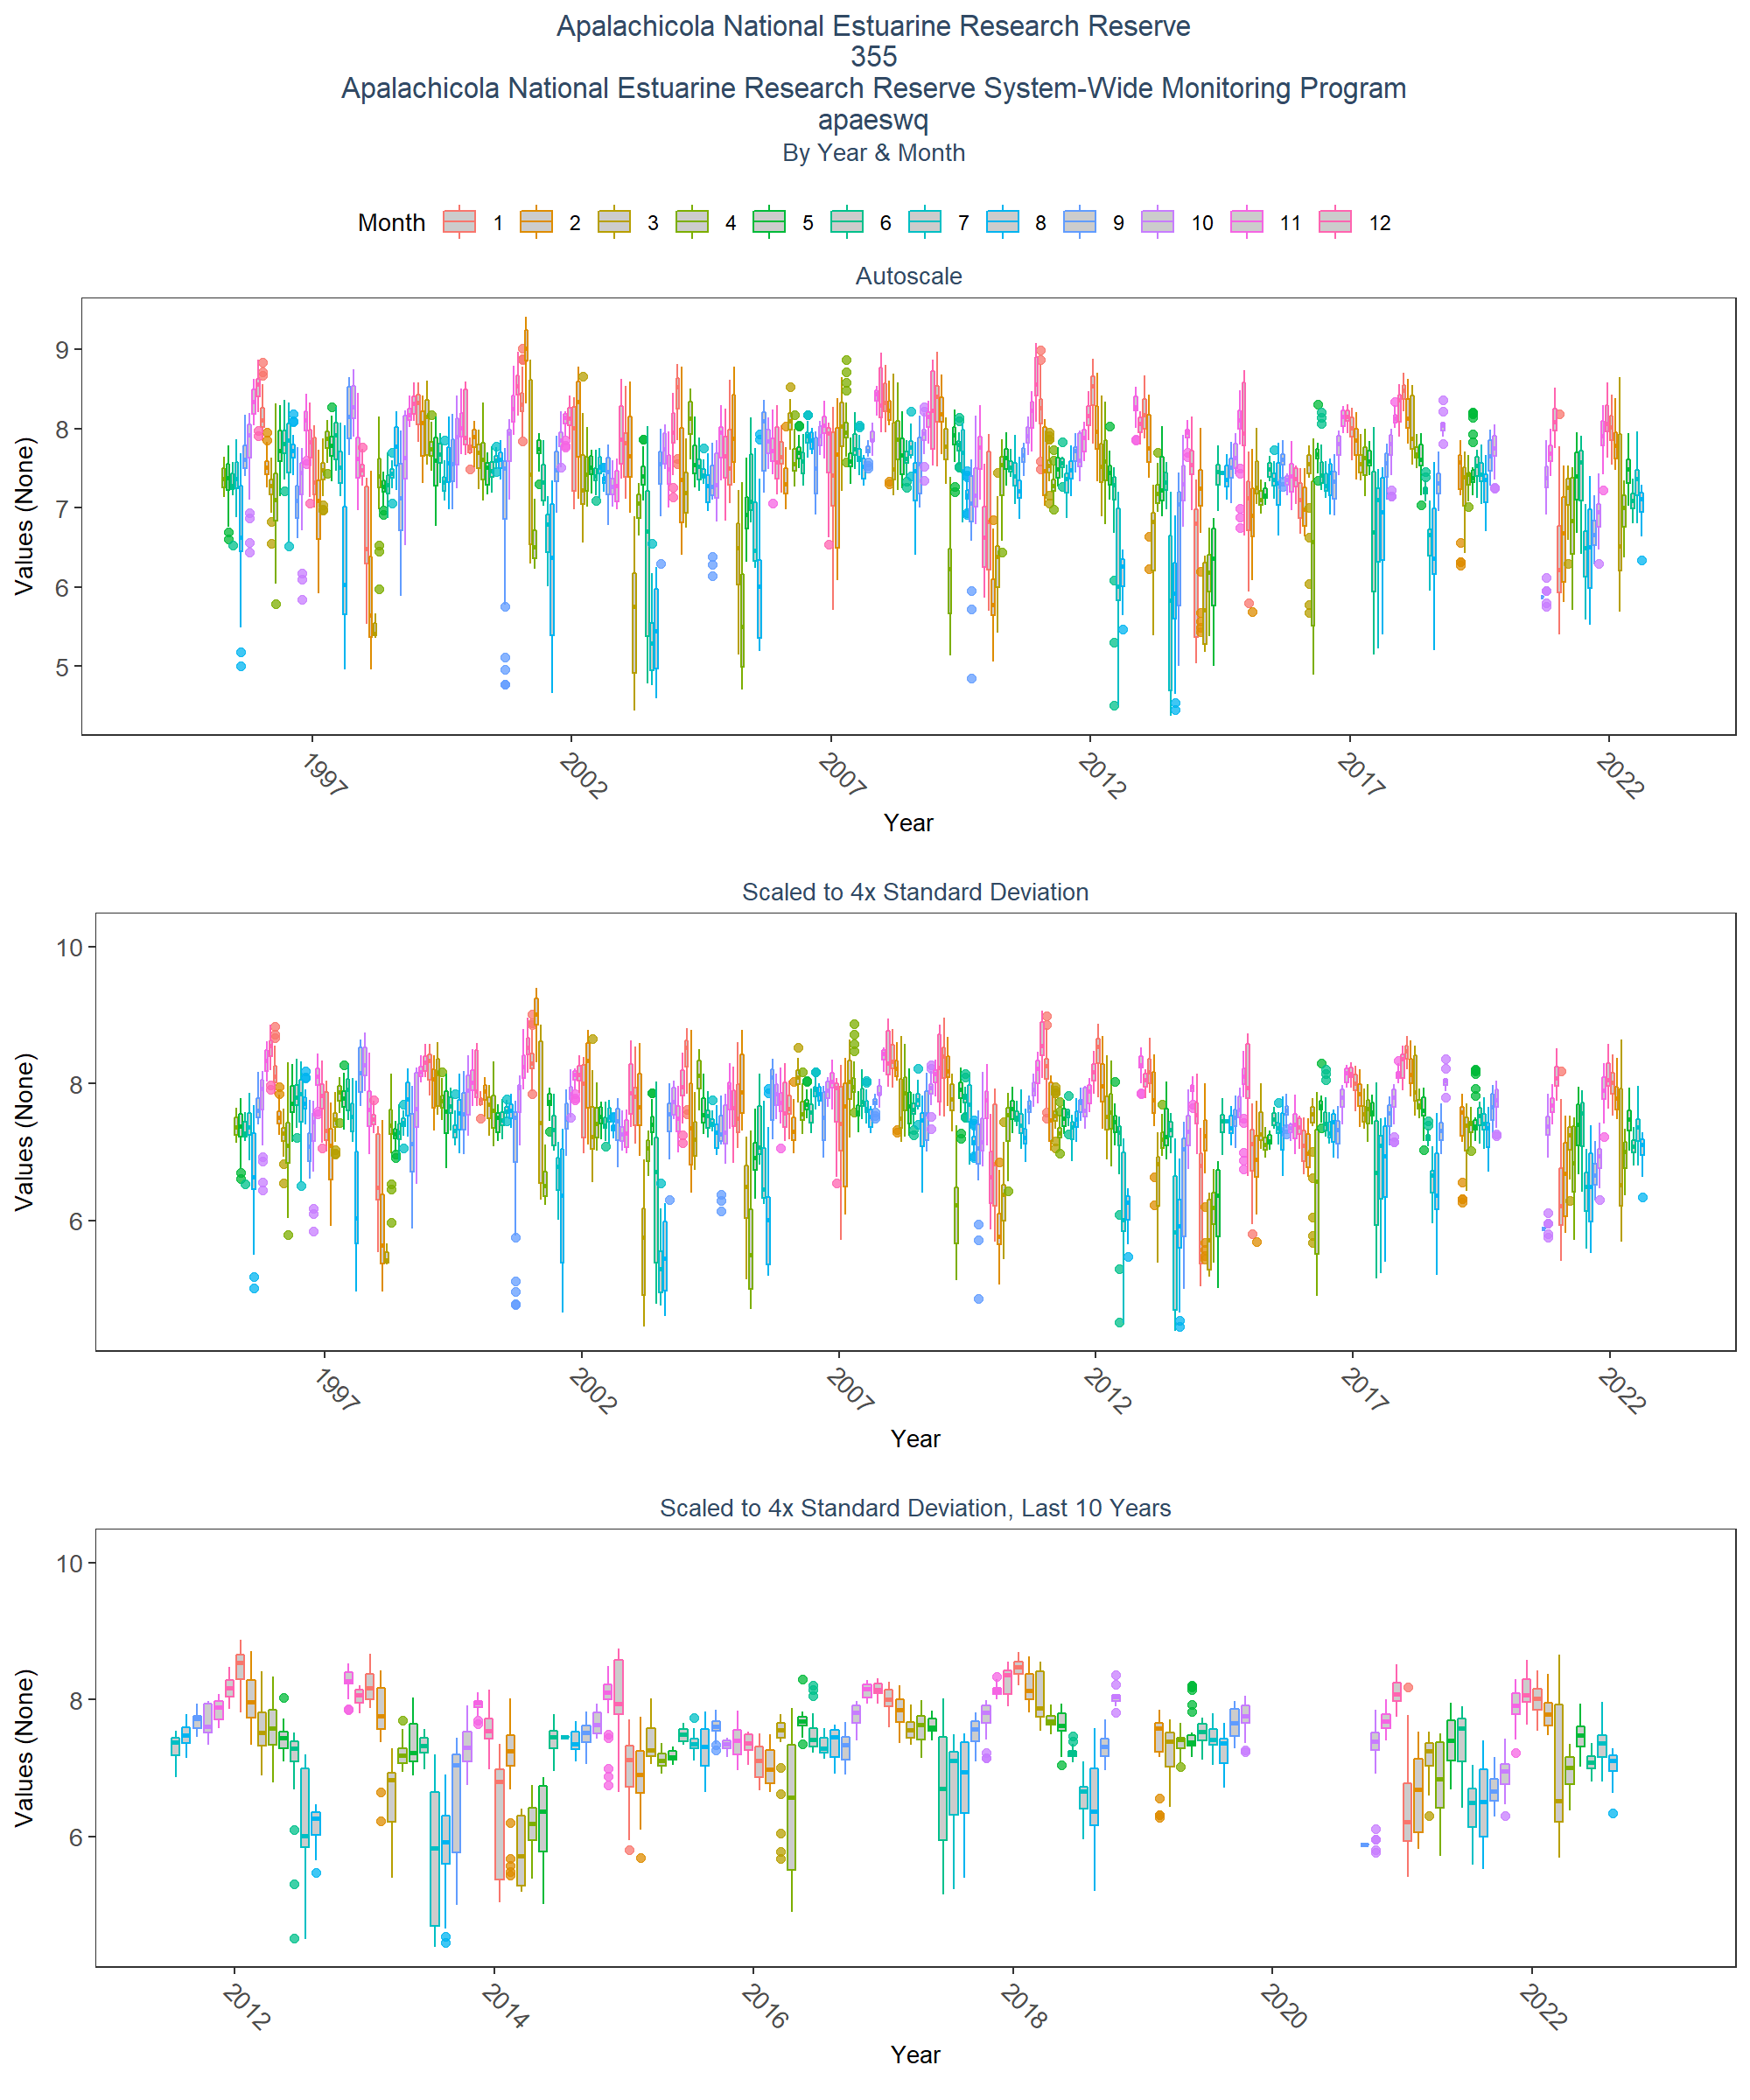 Apalachicola National Estuarine Research Reserve
355
Apalachicola National Estuarine Research Reserve System-Wide Monitoring Program
apaeswq
By Year & Month
Month 1 2 3 4 5 6 7 8 9 10 11 12
Autoscale
Values (None)
9
8
7
6
5
1997 2002 2007 2012 2017 2022
Year
Scaled to 4x Standard Deviation
Values (None)
10
8
6
1997 2002 2007 2012 2017 2022
Year
Scaled to 4x Standard Deviation, Last 10 Years
Values (None)
10
8
6
2012 2014 2016 2018 2020 2022
Year